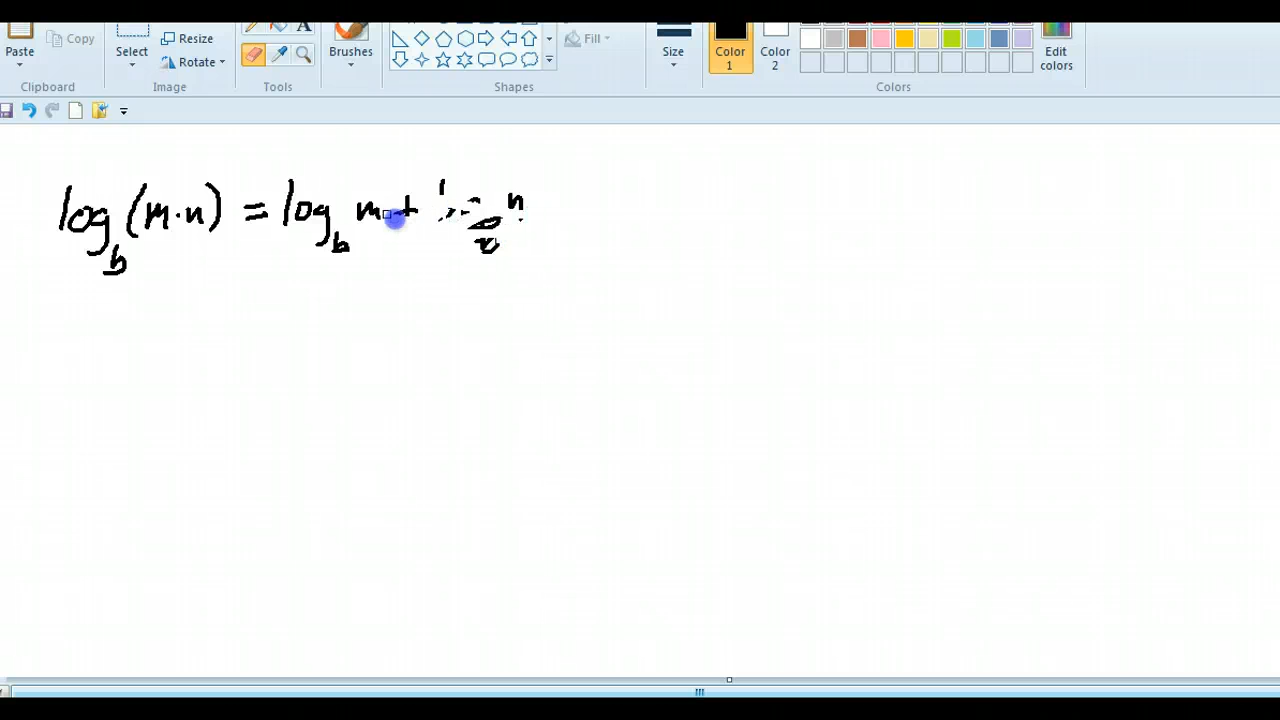 Paste
Copy
Select
Resize
Rotate
Brushes
Fill
Size
Color 1
Color 2
Edit colors
Clipboard
Image
Tools
Shapes
Colors
log_b(m·n) = log_b m + n